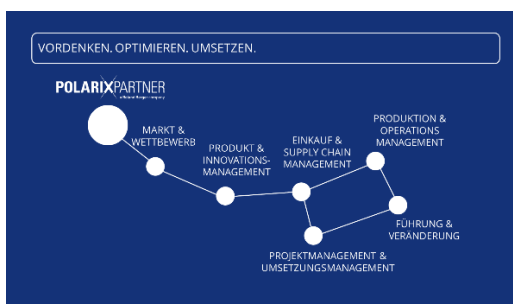 VORDENKEN. OPTIMIEREN. UMSETZEN.
POLARIXPARTNER
MARKT &
WETTBEWERB
PRODUKT &
INNOVATIONS-
MANAGEMENT
EINKAUF &
SUPPLY CHAIN
MANAGEMENT
PRODUKTION &
OPERATIONS
MANAGEMENT
FÜHRUNG &
VERÄNDERUNG
PROJEKTMANAGEMENT &
UMSETZUNGSMANAGEMENT